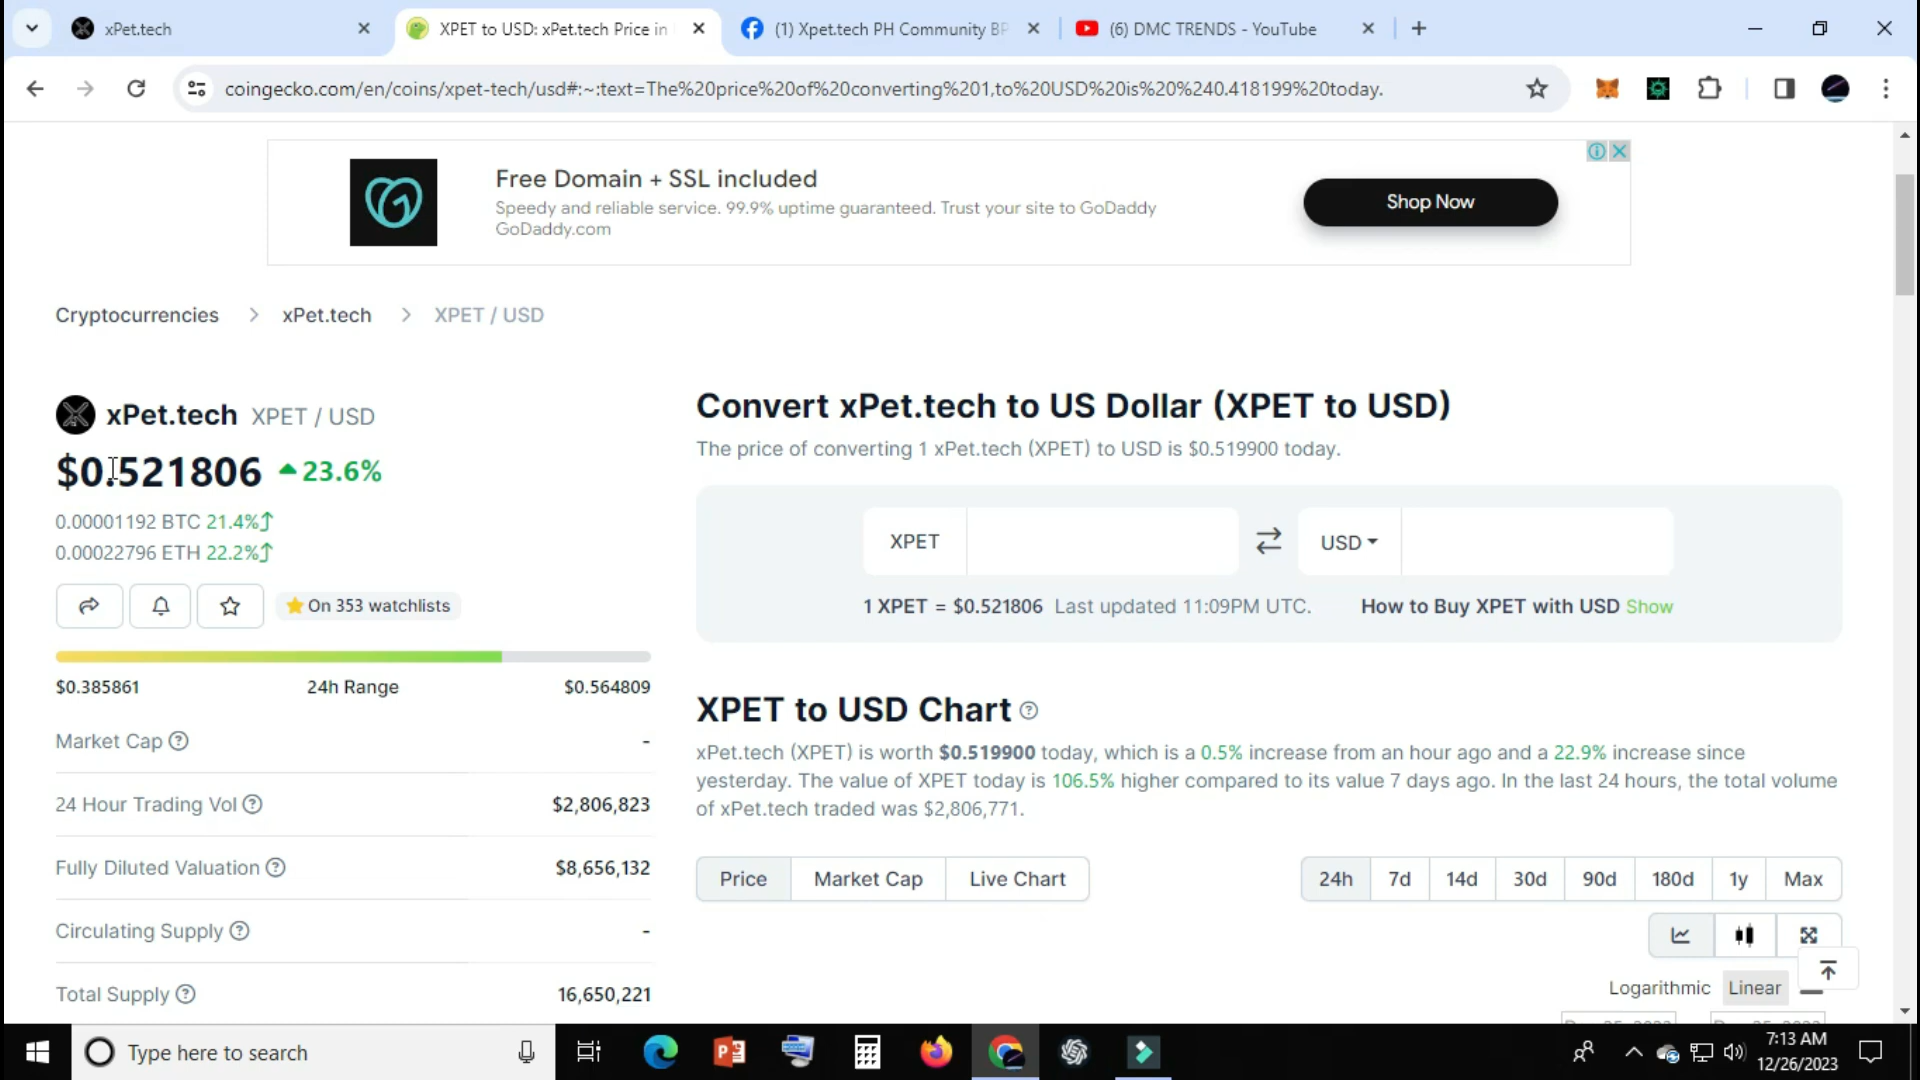 xPet.tech
XPET to USD: xPet.tech Price in
(1) Xpet.tech PH Community BP
(6) DMC TRENDS - YouTube
coingecko.com/en/coins/xpet-tech/usd#:~:text=The%20price%20of%20converting%201,to%20USD%20is%20%240.418199%20today.
Free Domain + SSL included
Speedy and reliable service. 99.9% uptime guaranteed. Trust your site to GoDaddy
GoDaddy.com
Shop Now
Cryptocurrencies > xPet.tech > XPET / USD
xPet.tech XPET / USD
$0.521806 23.6%
0.00001192 BTC 21.4%
0.00022796 ETH 22.2%
On 353 watchlists
$0.385861 24h Range $0.564809
Market Cap -
24 Hour Trading Vol $2,806,823
Fully Diluted Valuation $8,656,132
Circulating Supply -
Total Supply 16,650,221
Convert xPet.tech to US Dollar (XPET to USD)
The price of converting 1 xPet.tech (XPET) to USD is $0.519900 today.
XPET USD
1 XPET = $0.521806 Last updated 11:09PM UTC. How to Buy XPET with USD Show
XPET to USD Chart
xPet.tech (XPET) is worth $0.519900 today, which is a 0.5% increase from an hour ago and a 22.9% increase since
yesterday. The value of XPET today is 106.5% higher compared to its value 7 days ago. In the last 24 hours, the total volume
of xPet.tech traded was $2,806,771.
Price Market Cap Live Chart 24h 7d 14d 30d 90d 180d 1y Max
Logarithmic Linear
Type here to search
7:13 AM
12/26/2023